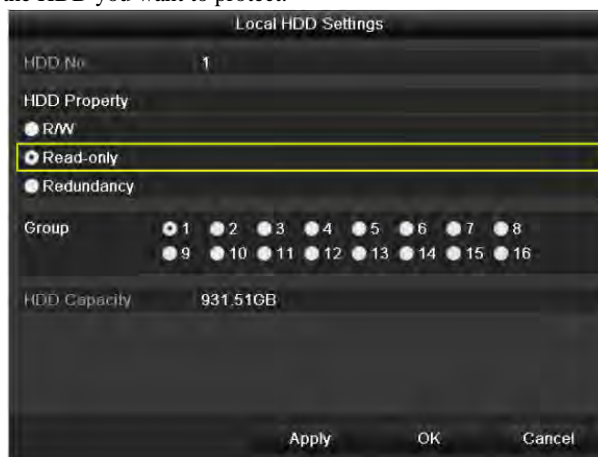 the HDD you want to protect.
Local HDD Settings
HDD No. 1
HDD Property
R/W
Read-only
Redundancy
Group 1 2 3 4 5 6 7 8
9 10 11 12 13 14 15 16
HDD Capacity 931.51GB
Apply OK Cancel